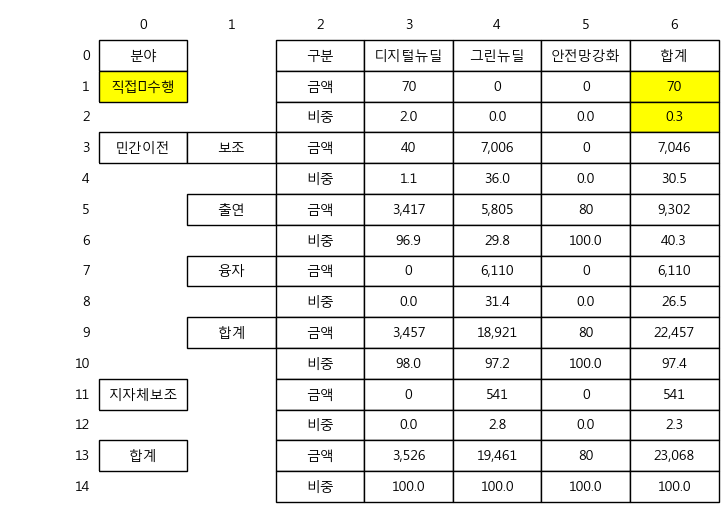 0 1 2 3 4 5 6
0 분야 구분 디지털뉴딜 그린뉴딜 안전망강화 합계
1 직접수행 금액 70 0 0 70
2 비중 2.0 0.0 0.0 0.3
3 민간이전 보조 금액 40 7,006 0 7,046
4 비중 1.1 36.0 0.0 30.5
5 출연 금액 3,417 5,805 80 9,302
6 비중 96.9 29.8 100.0 40.3
7 융자 금액 0 6,110 0 6,110
8 비중 0.0 31.4 0.0 26.5
9 합계 금액 3,457 18,921 80 22,457
10 비중 98.0 97.2 100.0 97.4
11 지자체보조 금액 0 541 0 541
12 비중 0.0 2.8 0.0 2.3
13 합계 금액 3,526 19,461 80 23,068
14 비중 100.0 100.0 100.0 100.0